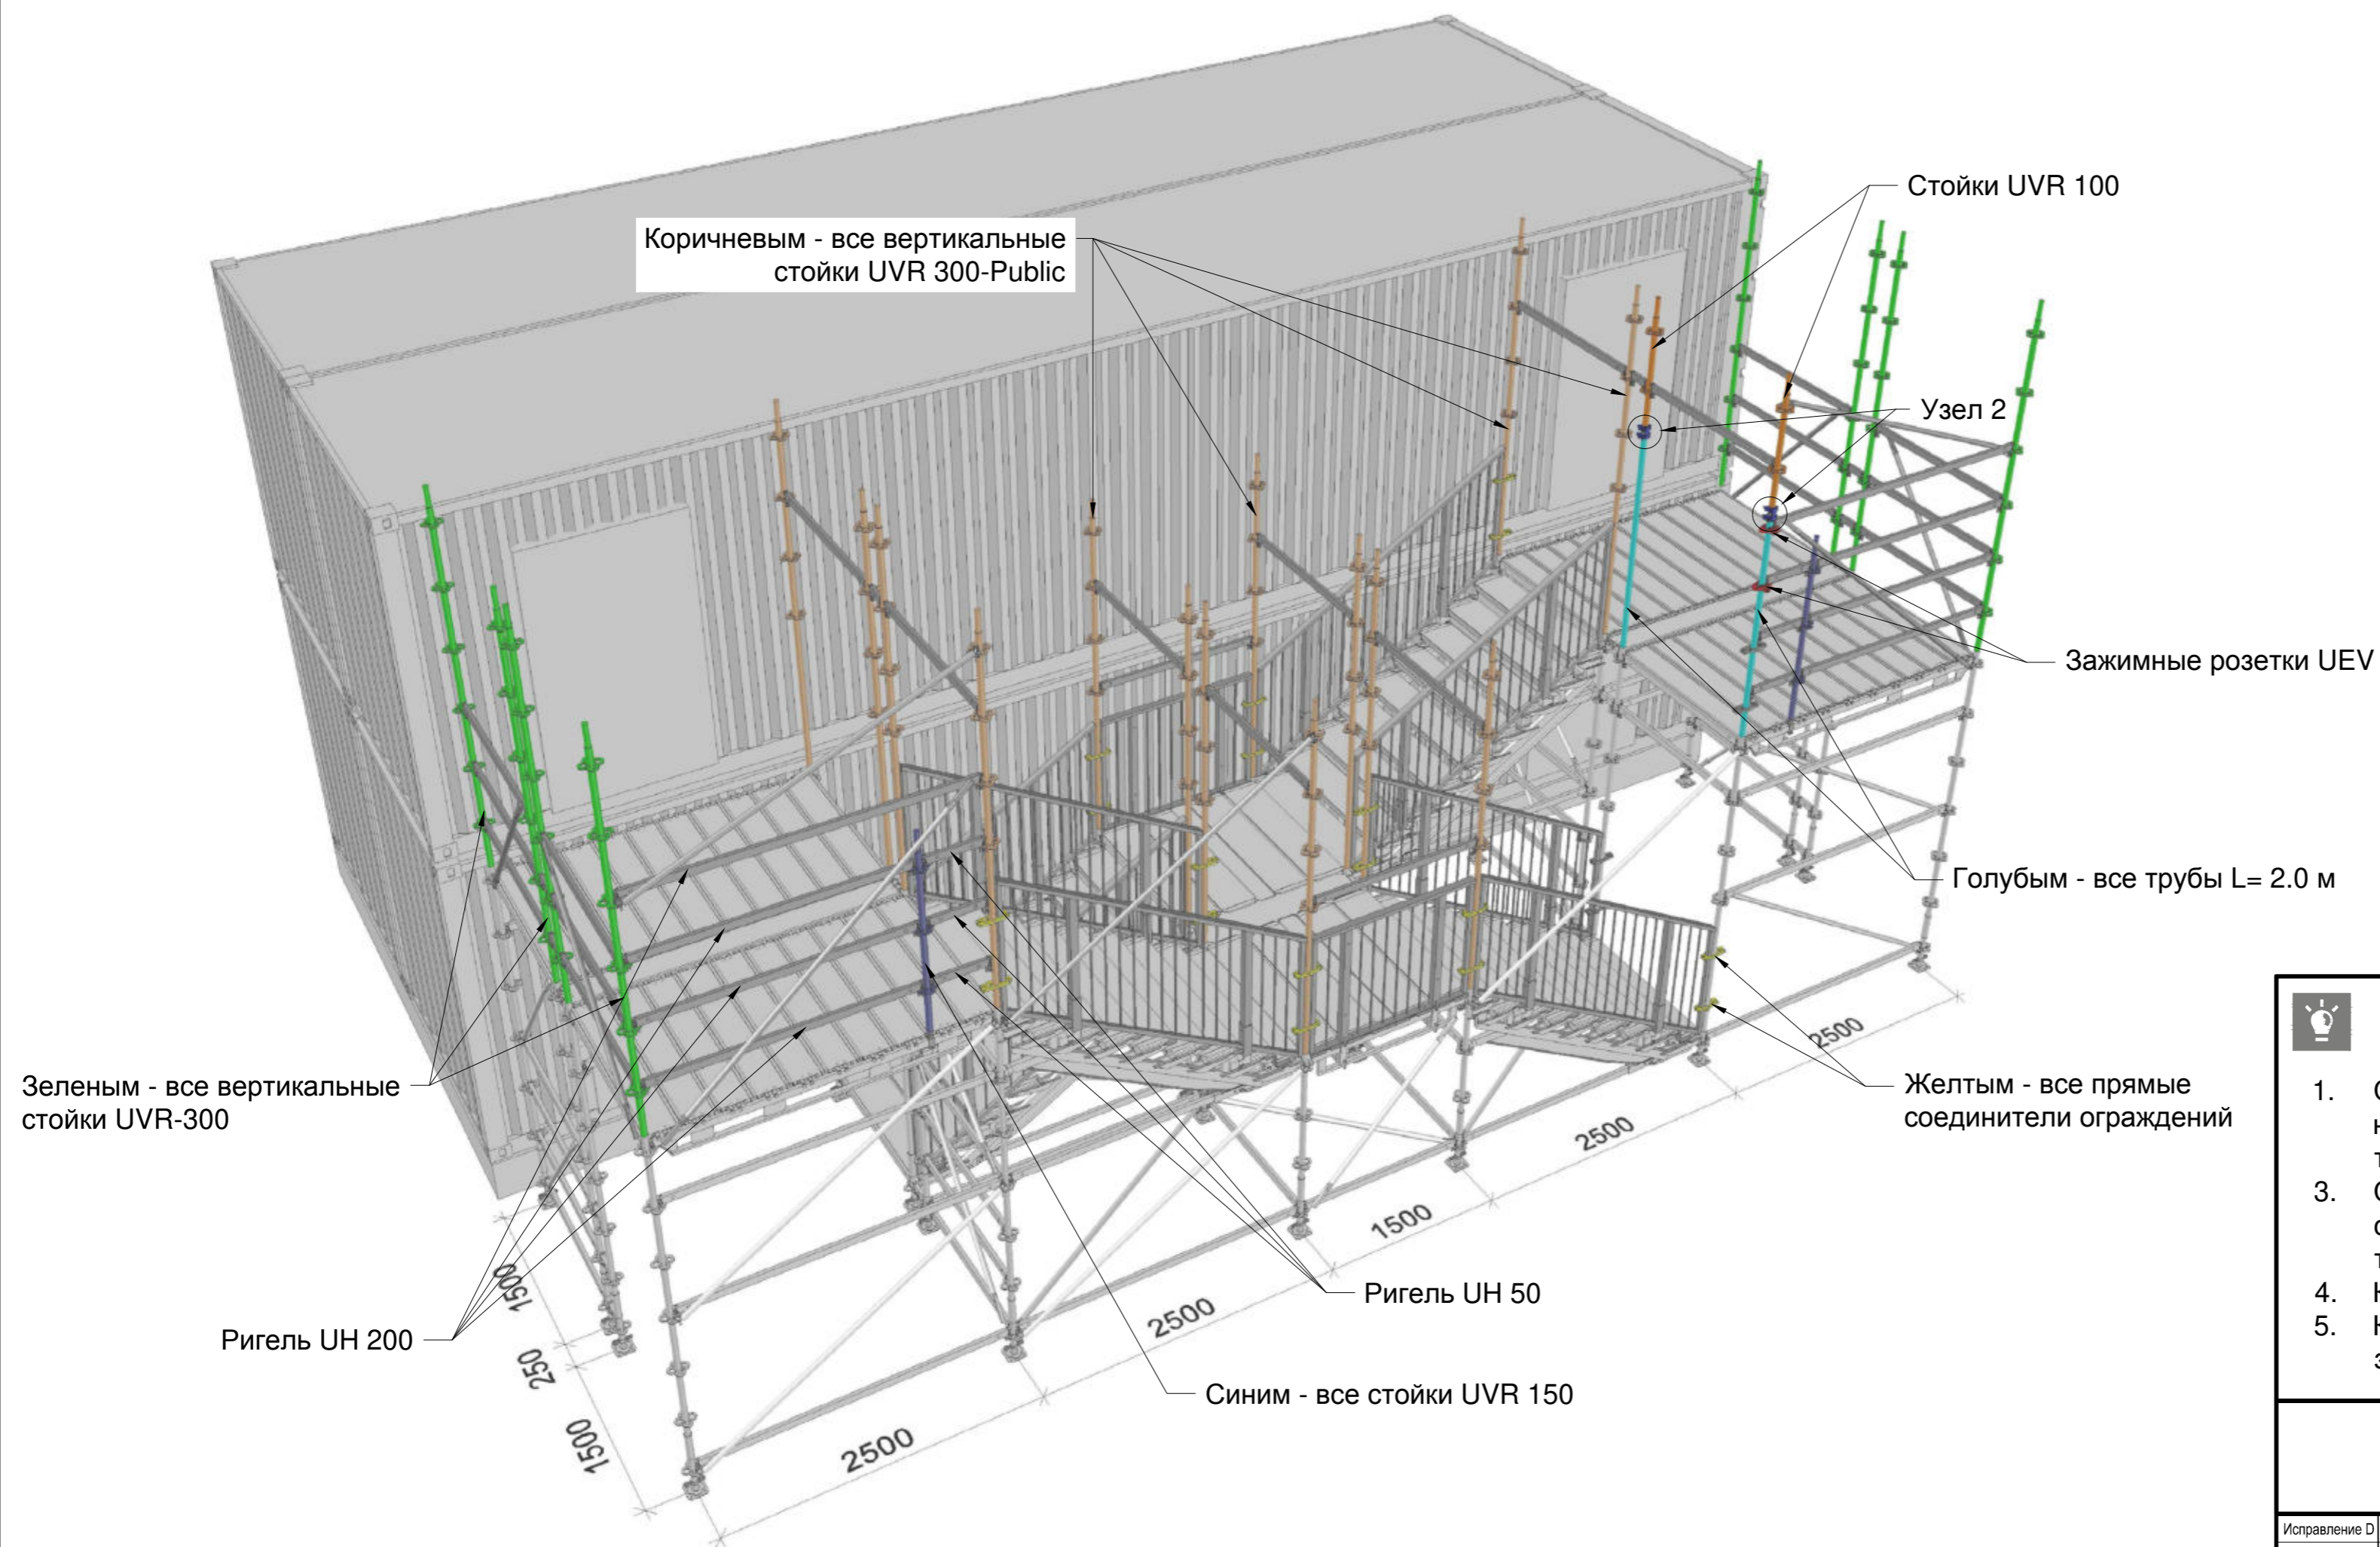 Стойки UVR 100
Коричневым - все вертикальные
стойки UVR 300-Public
Узел 2
Зажимные розетки UEV
Голубым - все трубы L= 2.0 м
Зеленым - все вертикальные
стойки UVR-300
Желтым - все прямые
соединители ограждений
Ригель UH 50
Ригель UH 200
Синим - все стойки UVR 150
2500
2500
1500
2500
2500
1500
250
1500
1.
3.
4.
5.
Исправление D